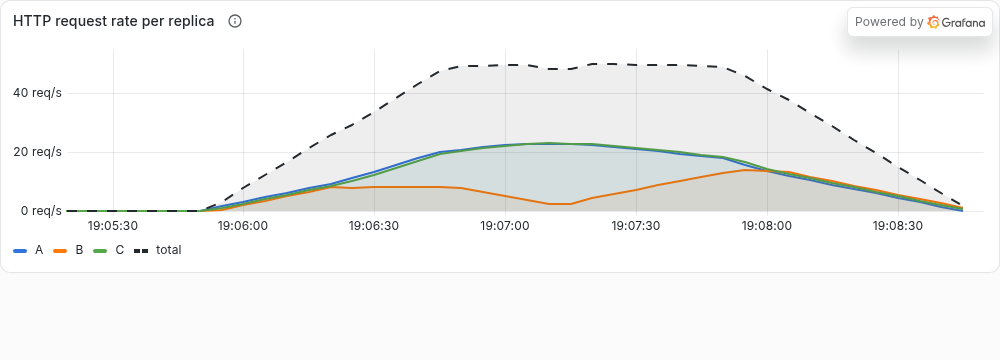 HTTP request rate per replica
Powered by Grafana
40 req/s
20 req/s
0 req/s
19:05:30 19:06:00 19:06:30 19:07:00 19:07:30 19:08:00 19:08:30
A B C total